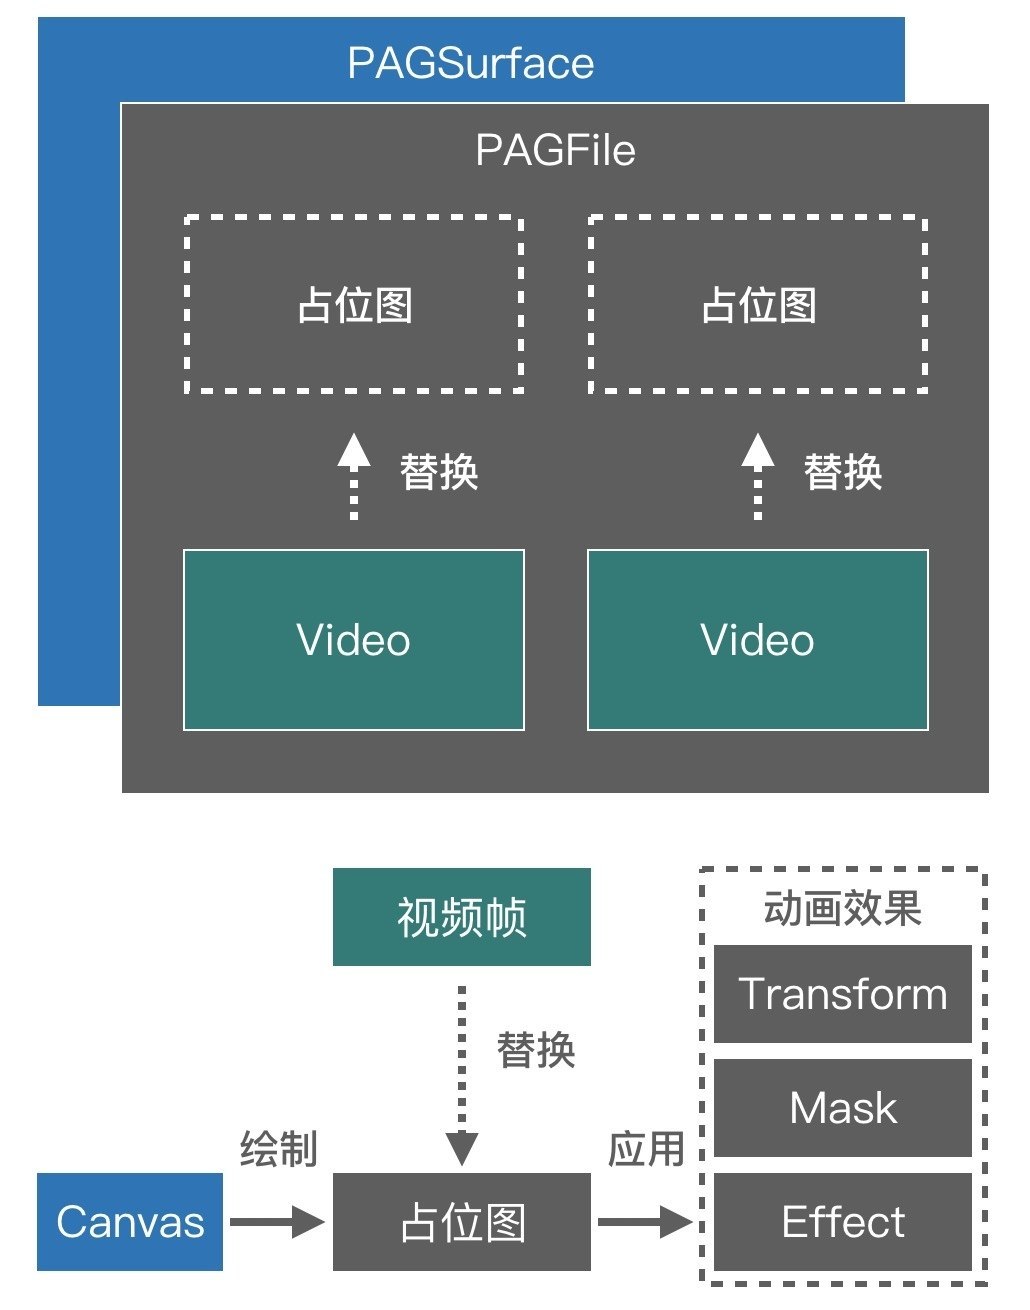 PAGSurface
PAGFile
占位图
占位图
替换
替换
Video
Video
视频帧
动画效果
Transform
替换
Mask
绘制
应用
Canvas
占位图
Effect